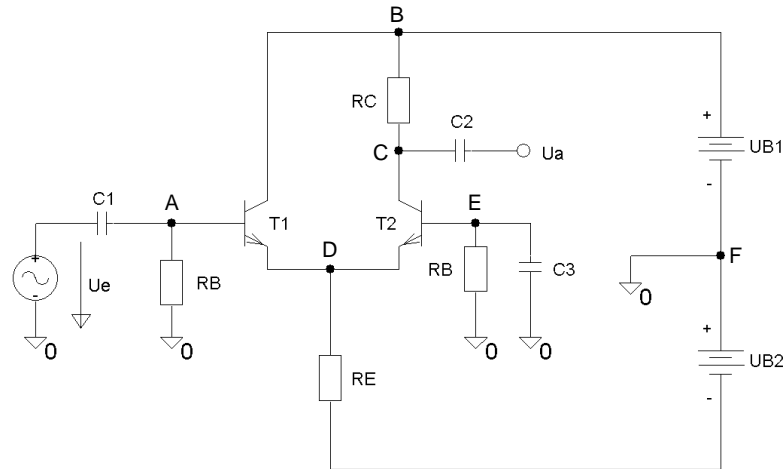 B
RC
C2
C
Ua
+
UB1
-
C1
A
E
T1
T2
D
F
+
-
Ue
RB
RB
C3
0
0
0
0
0
+
UB2
-
RE